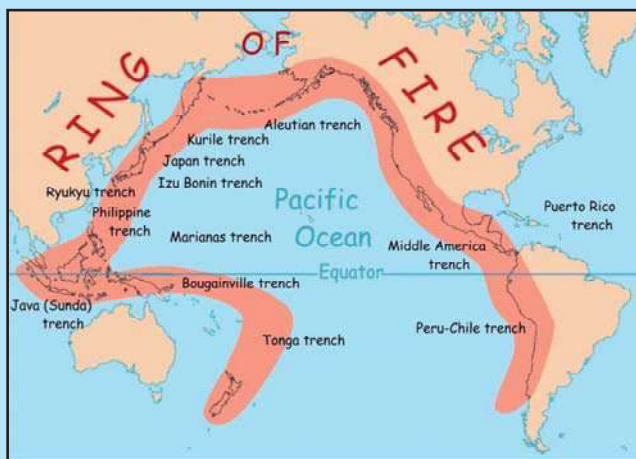 RING OF FIRE
Aleutian trench
Kurile trench
Japan trench
Izu Bonin trench
Ryukyu trench
Philippine
trench
Marianas trench
Pacific
Ocean
Equator
Puerto Rico
trench
Middle America
trench
Bougainville trench
Java (Sunda)
trench
Tonga trench
Peru-Chile trench